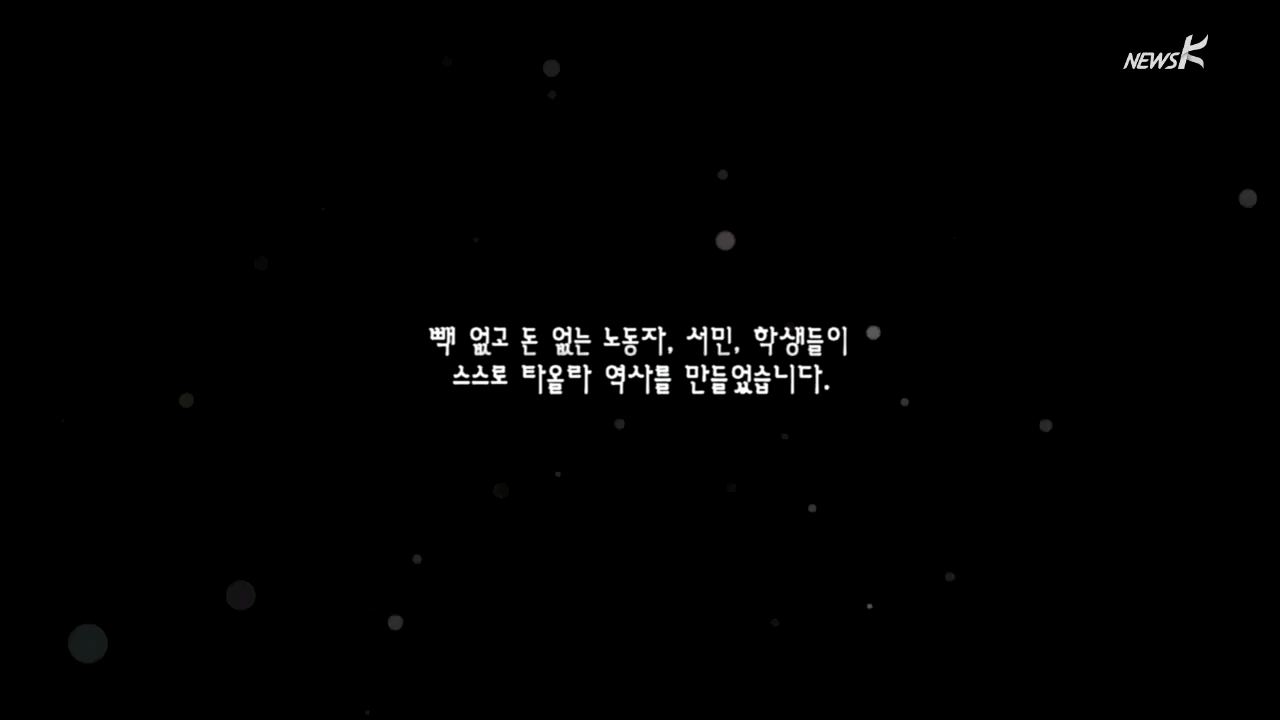 NEWSK
빽 없고 돈 없는 노동자, 서민, 학생들이
스스로 타올라 역사를 만들었습니다.